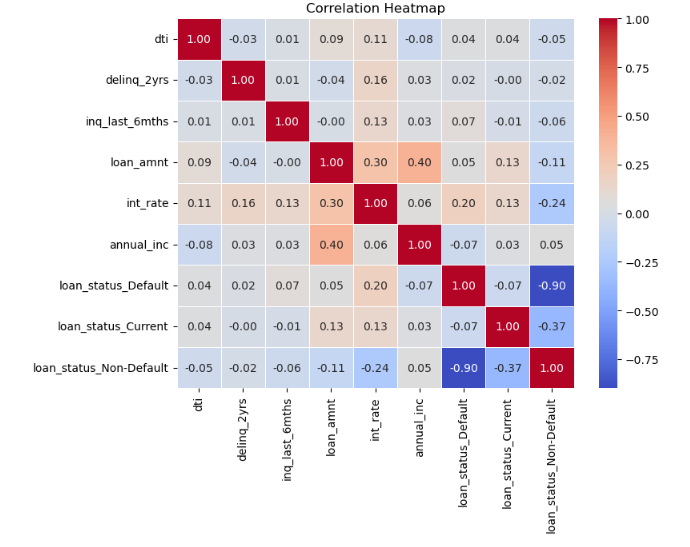 Correlation Heatmap
dti 1.00 -0.03 0.01 0.09 0.11 -0.08 0.04 0.04 -0.05
delinq_2yrs -0.03 1.00 0.01 -0.04 0.16 0.03 0.02 -0.00 -0.02
inq_last_6mths 0.01 0.01 1.00 -0.00 0.13 0.03 0.07 -0.01 -0.06
loan_amnt 0.09 -0.04 -0.00 1.00 0.30 0.40 0.05 0.13 -0.11
int_rate 0.11 0.16 0.13 0.30 1.00 0.06 0.20 0.13 -0.24
annual_inc -0.08 0.03 0.03 0.40 0.06 1.00 -0.07 0.03 0.05
loan_status_Default 0.04 0.02 0.07 0.05 0.20 -0.07 1.00 -0.07 -0.90
loan_status_Current 0.04 -0.00 -0.01 0.13 0.13 0.03 -0.07 1.00 -0.37
loan_status_Non-Default -0.05 -0.02 -0.06 -0.11 -0.24 0.05 -0.90 -0.37 1.00
dti
delinq_2yrs
inq_last_6mths
loan_amnt
int_rate
annual_inc
loan_status_Default
loan_status_Current
loan_status_Non-Default
1.00
0.75
0.50
0.25
0.00
−0.25
−0.50
−0.75